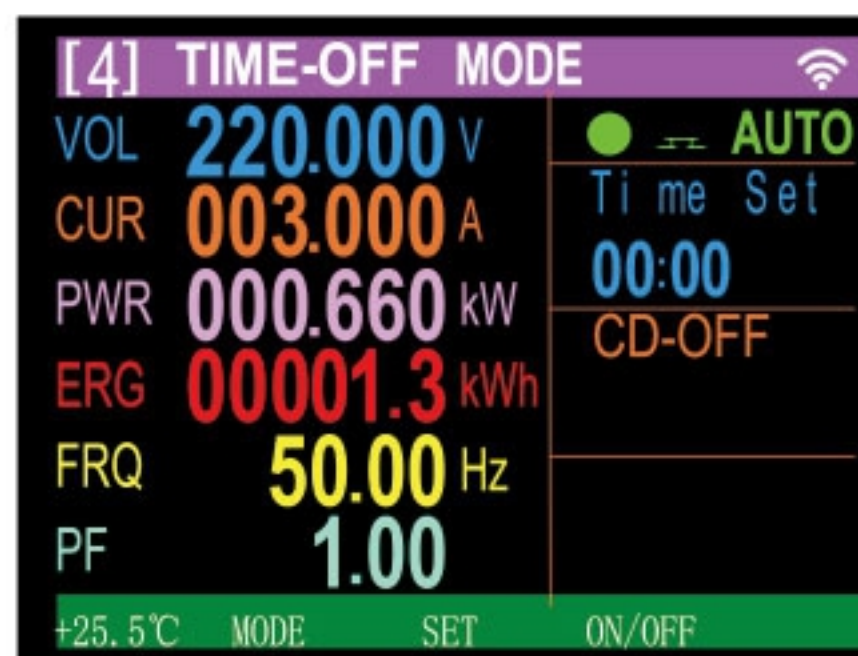 [4] TIME-OFF MODE
VOL 220.000 V
CUR 003.000 A
PWR 000.660 kW
ERG 00001.3 kWh
FRQ 50.00 Hz
PF 1.00
AUTO
Time Set
00:00
CD-OFF
+25.5℃ MODE SET ON/OFF